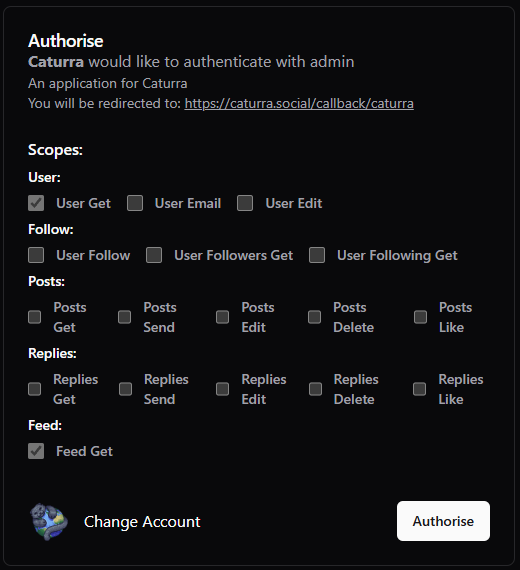 Authorise
Caturra would like to authenticate with admin
An application for Caturra
You will be redirected to: https://caturra.social/callback/caturra
Scopes:
User:
User Get User Email User Edit
Follow:
User Follow User Followers Get User Following Get
Posts:
Posts Get Posts Send Posts Edit Posts Delete Posts Like
Replies:
Replies Get Replies Send Replies Edit Replies Delete Replies Like
Feed:
Feed Get
Change Account Authorise